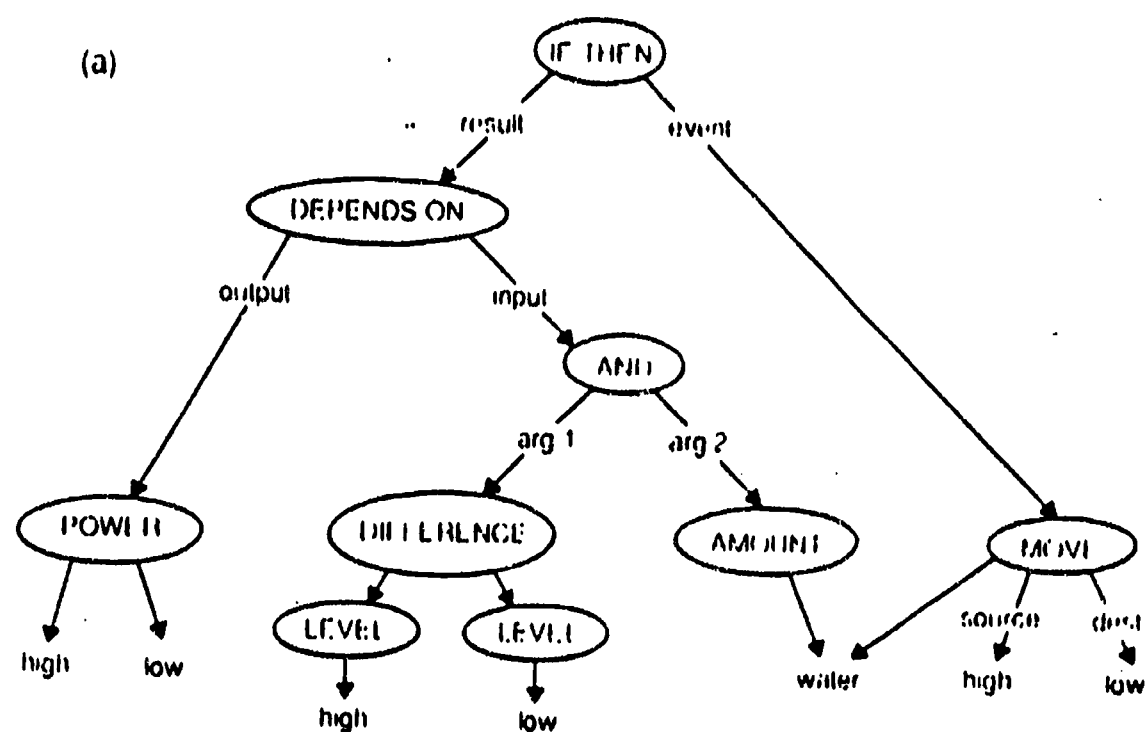 (a)
IF THEN
result event
DEPENDS ON
output input
AND
arg 1 arg 2
POWER DIFFERENCE AMOUNT MOVE
LEVEL LEVEL source dest
high low water high low
high low